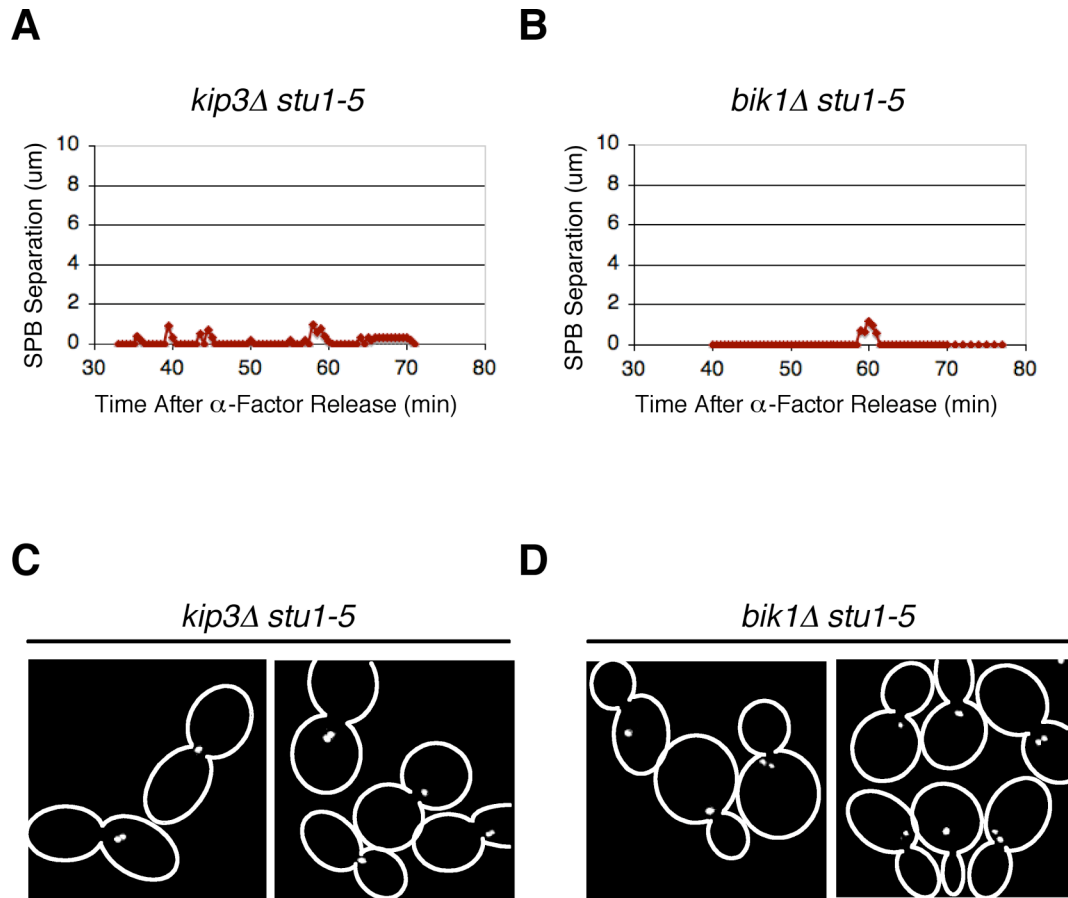 A
B
kip3Δ stu1-5
bik1Δ stu1-5
SPB Separation (um)
10
8
6
4
2
0
30 40 50 60 70 80
Time After α-Factor Release (min)
SPB Separation (um)
10
8
6
4
2
0
30 40 50 60 70 80
Time After α-Factor Release (min)
C
D
kip3Δ stu1-5
bik1Δ stu1-5